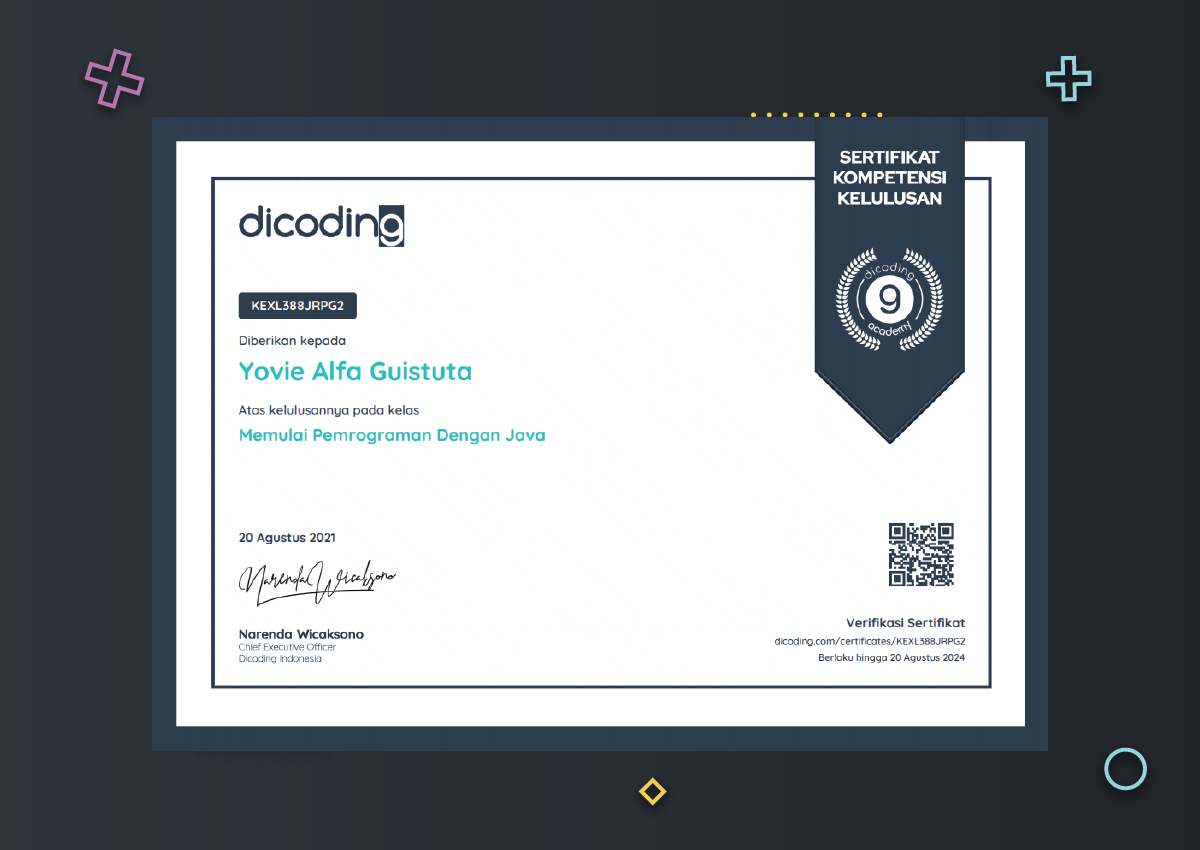 dicoding
SERTIFIKAT
KOMPETENSI
KELULUSAN
dicoding
g
academy
KEXL388JRPG2
Diberikan kepada
Yovie Alfa Guistuta
Atas kelulusannya pada kelas
Memulai Pemrograman Dengan Java
20 Agustus 2021
Narenda Wicaksono
Narenda Wicaksono
Chief Executive Officer
Dicoding Indonesia
Verifikasi Sertifikat
dicoding.com/certificates/KEXL388JRPG2
Berlaku hingga 20 Agustus 2024